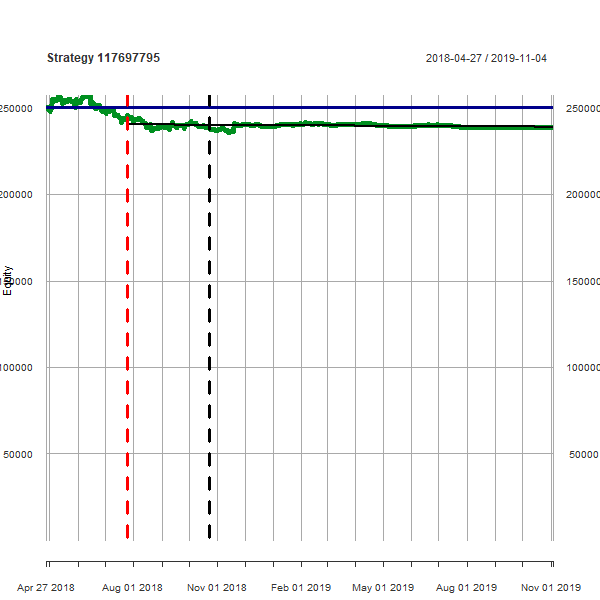 Strategy 117697795 2018-04-27 / 2019-11-04
250000 250000
200000 200000
150000 150000
Equity
100000 100000
50000 50000
Apr 27 2018 Aug 01 2018 Nov 01 2018 Feb 01 2019 May 01 2019 Aug 01 2019 Nov 01 2019